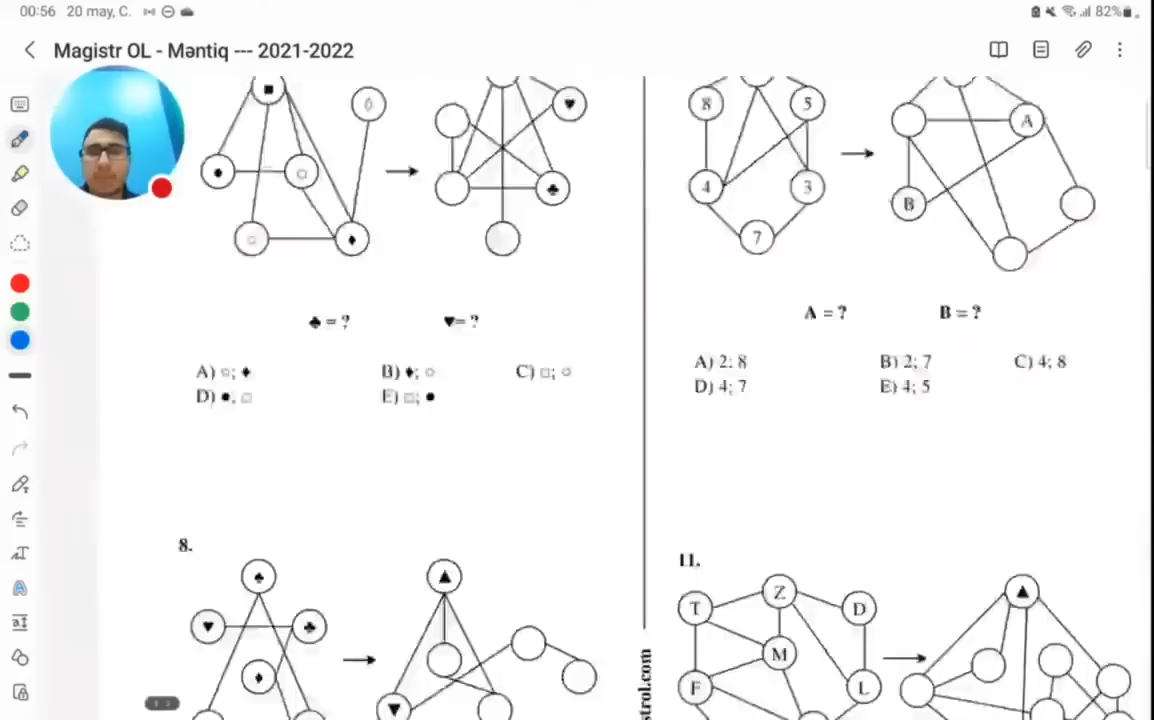 00:56 20 may, C.
82%
Magistr OL - Məntiq --- 2021-2022
♣ = ? ♥= ?
A) ○; ♦ B) ♦; ○ C) □; ○
D) ●; □ E) □; ●
8 5
4 3
7
A
B
A = ? B = ?
A) 2; 8 B) 2; 7 C) 4; 8
D) 4; 7 E) 4; 5
8.
11.
T Z D
M
F L
strol.com